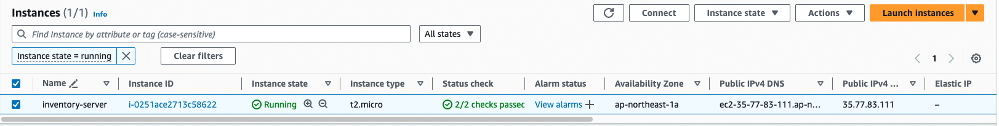 Instances (1/1) Info Connect Instance state Actions Launch instances
Find Instance by attribute or tag (case-sensitive) All states
Instance state = running Clear filters 1
Name Instance ID Instance state Instance type Status check Alarm status Availability Zone Public IPv4 DNS Public IPv4 ... Elastic IP
inventory-server i-0251ace2713c58622 Running t2.micro 2/2 checks passec View alarms ap-northeast-1a ec2-35-77-83-111.ap-n... 35.77.83.111 –